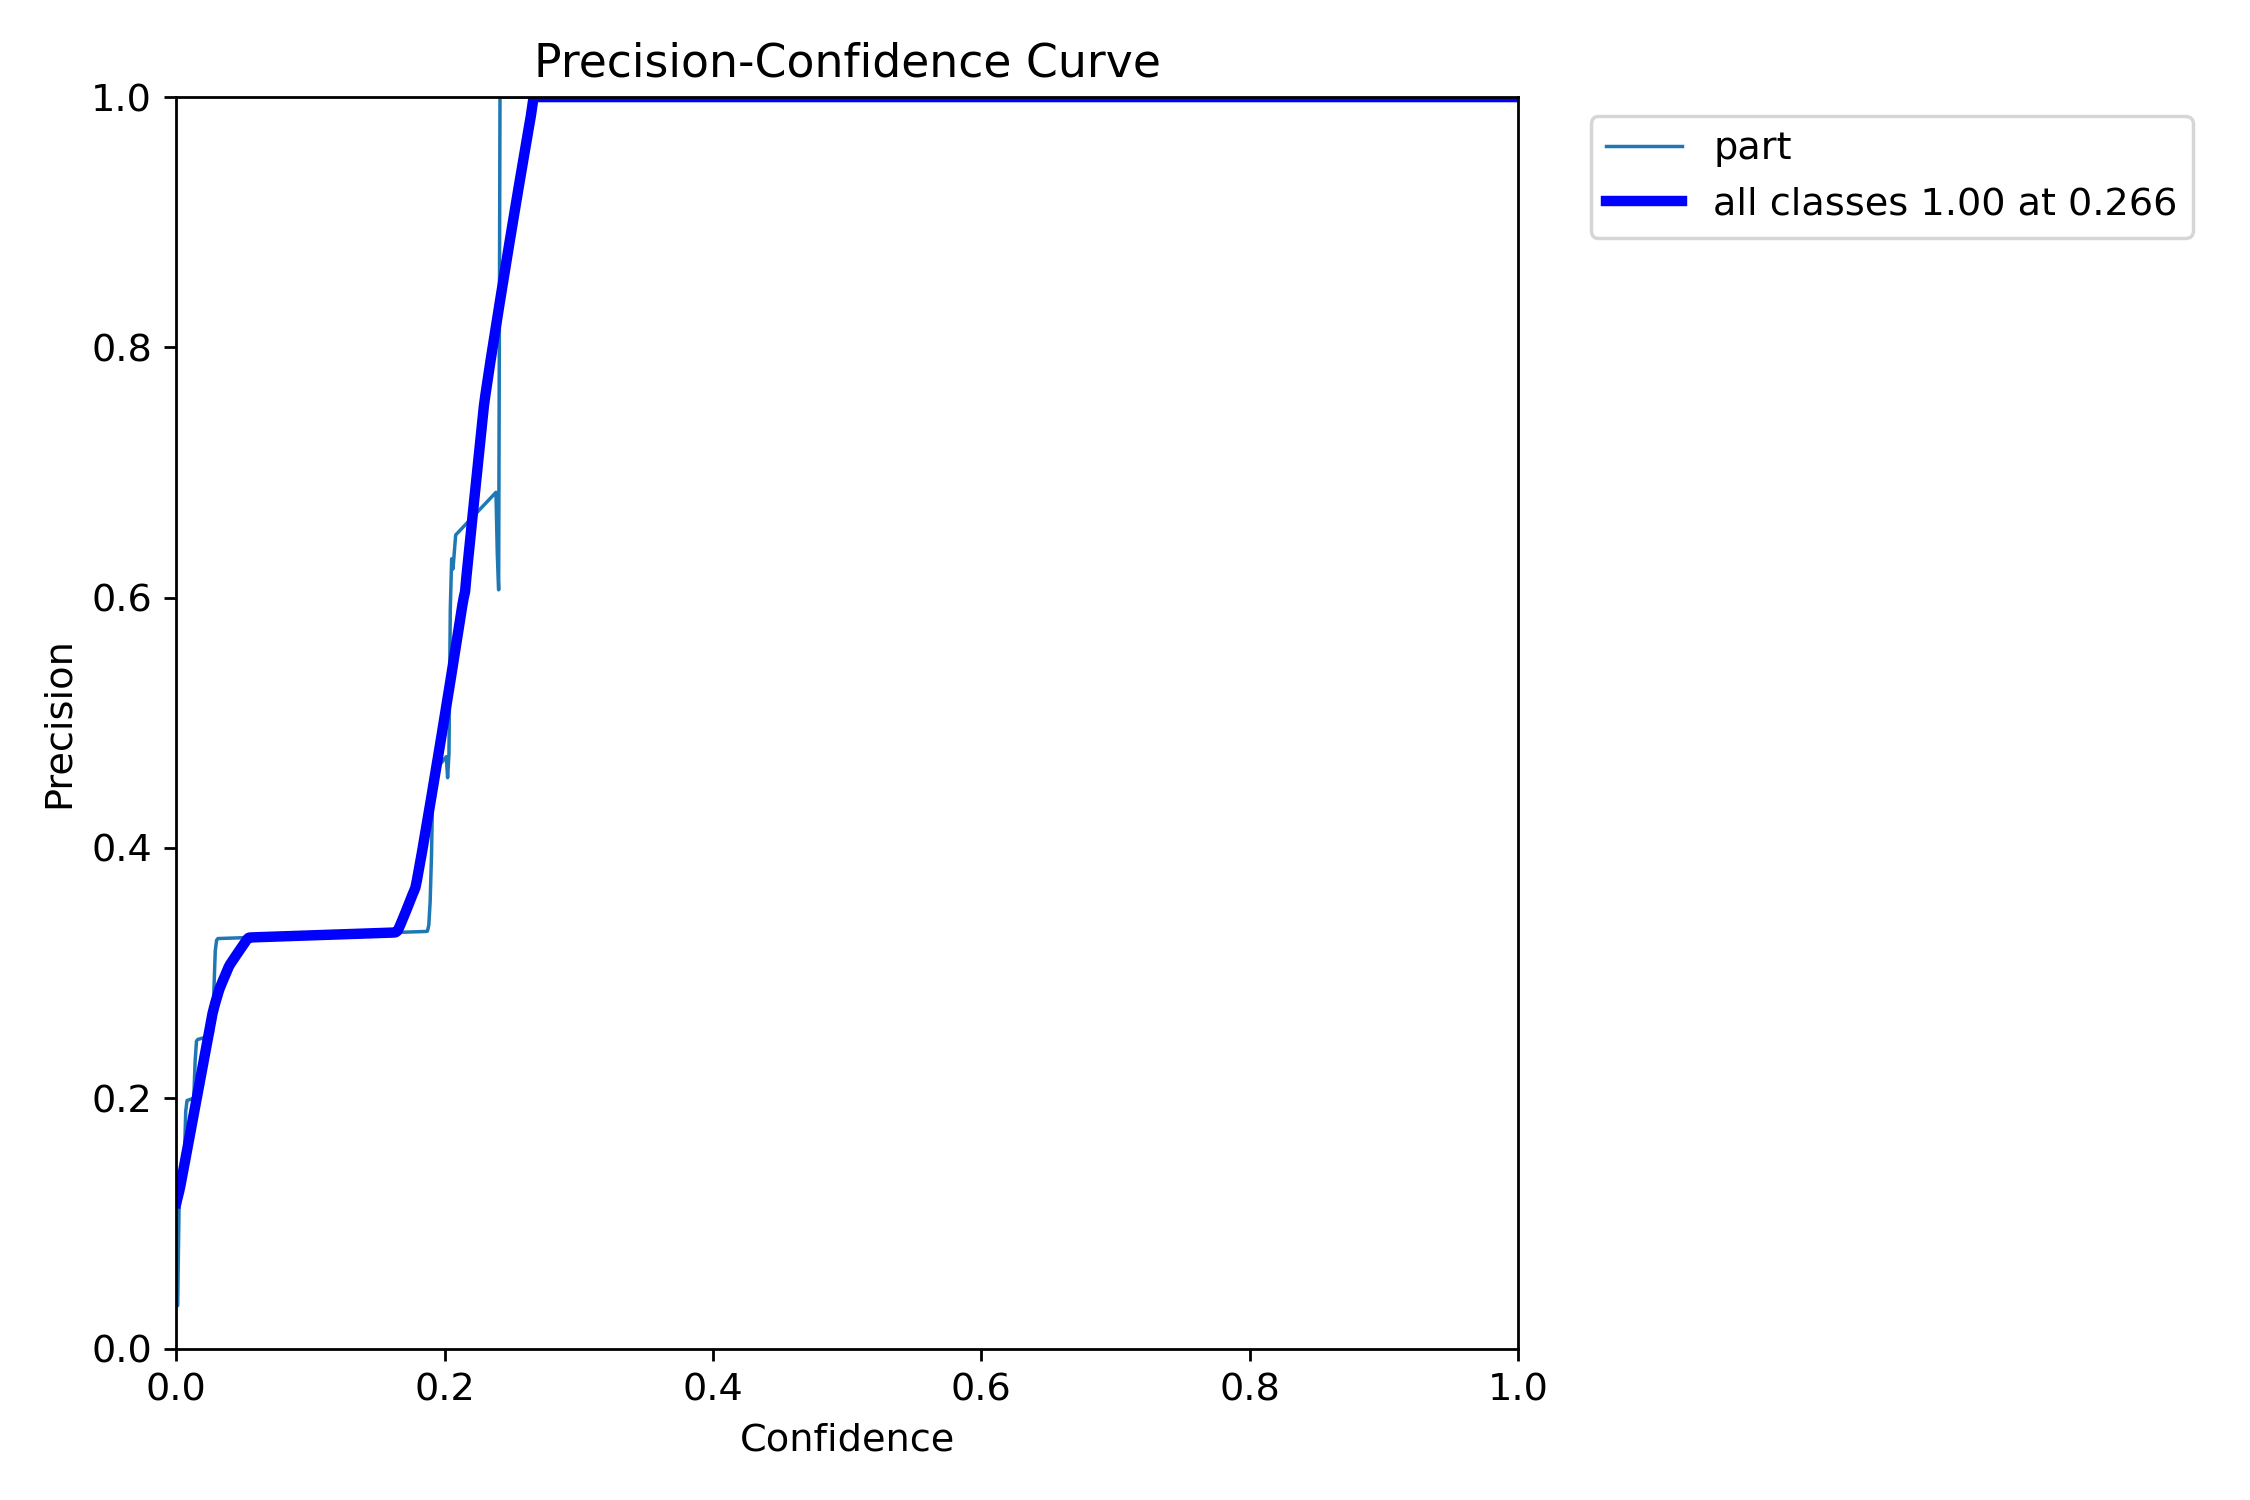 Precision-Confidence Curve
1.0
0.8
0.6
0.4
0.2
0.0
Precision
0.0 0.2 0.4 0.6 0.8 1.0
Confidence
part
all classes 1.00 at 0.266